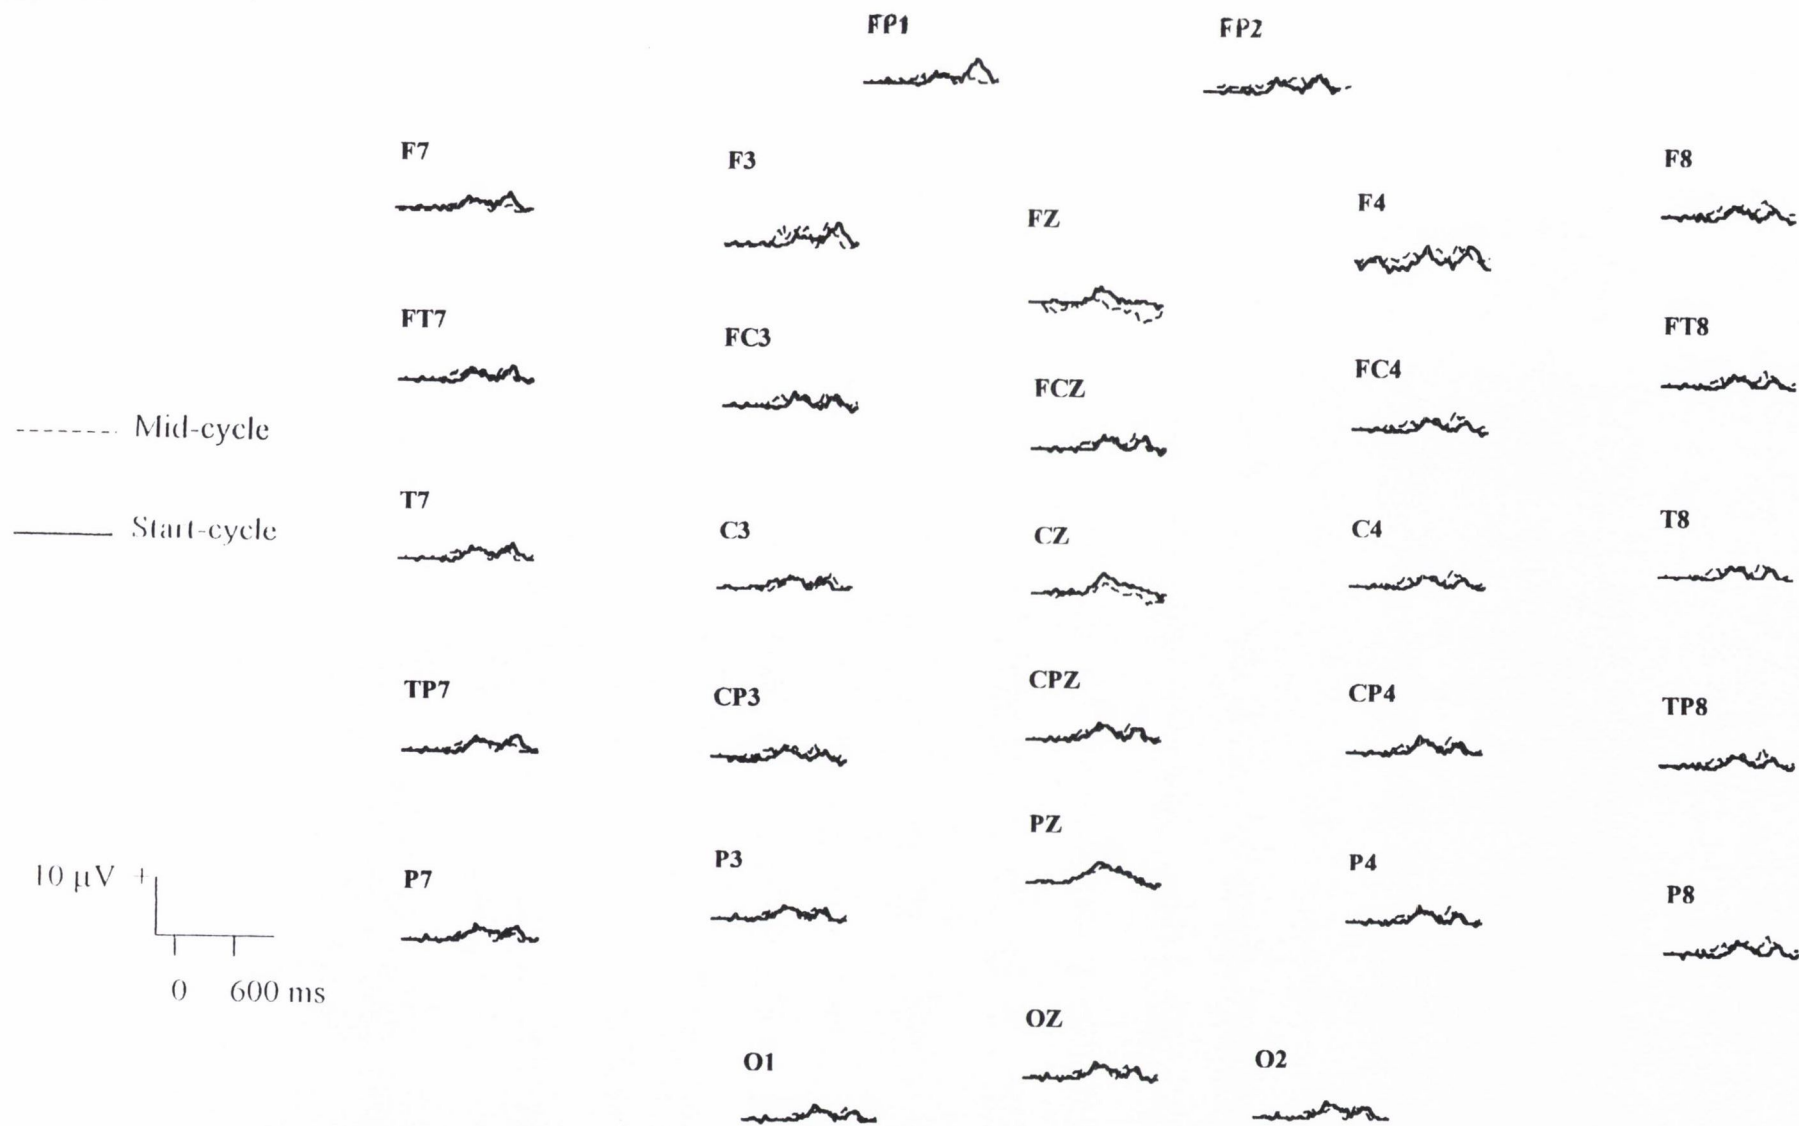 FP1 FP2
F7 F3 FZ F4 F8
FT7 FC3 FCZ FC4 FT8
Mid-cycle
Start-cycle
T7 C3 CZ C4 T8
TP7 CP3 CPZ CP4 TP8
PZ
10 µV +
P7 P3 P4 P8
0 600 ms
OZ
O1 O2